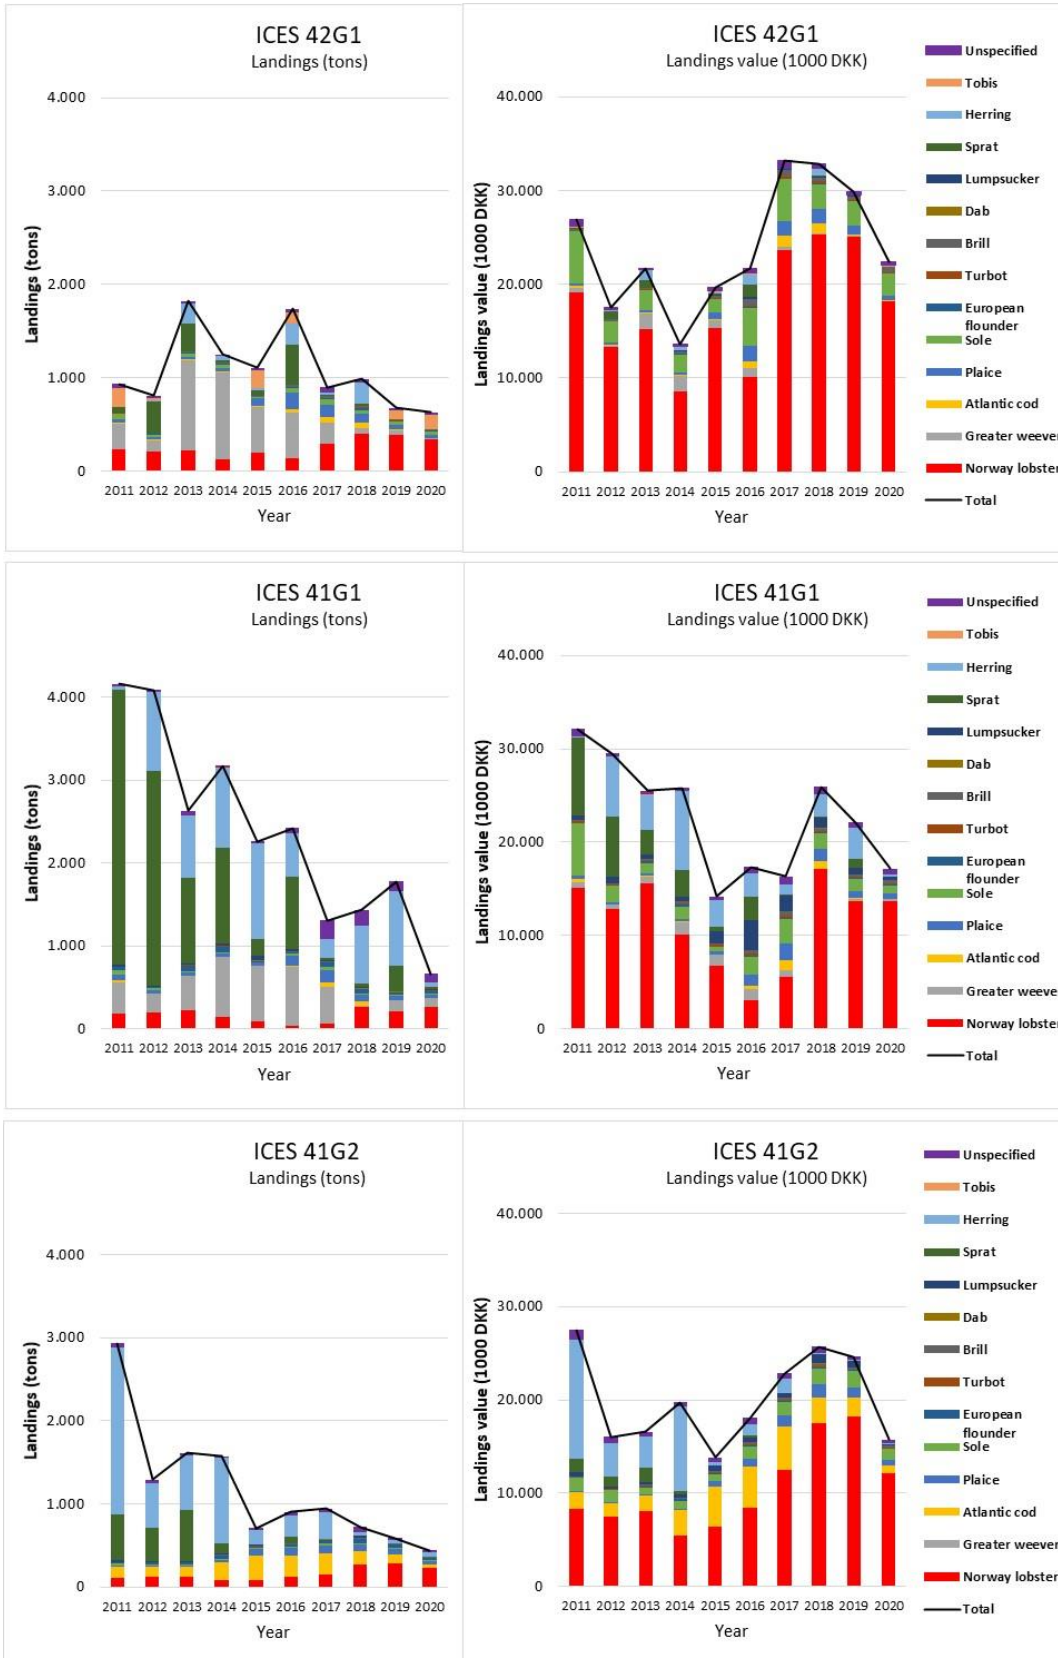 ICES 42G1
Landings (tons)
4.000
3.000
2.000
1.000
0
Landings (tons)
2011 2012 2013 2014 2015 2016 2017 2018 2019 2020
Year
ICES 42G1
Landings value (1000 DKK)
40.000
30.000
20.000
10.000
0
Landings value (1000 DKK)
2011 2012 2013 2014 2015 2016 2017 2018 2019 2020
Year
Unspecified
Tobis
Herring
Sprat
Lumpsucker
Dab
Brill
Turbot
European
flounder
Sole
Plaice
Atlantic cod
Greater weever
Norway lobster
Total
ICES 41G1
Landings (tons)
4.000
3.000
2.000
1.000
0
Landings (tons)
2011 2012 2013 2014 2015 2016 2017 2018 2019 2020
Year
ICES 41G1
Landings value (1000 DKK)
40.000
30.000
20.000
10.000
0
Landings value (1000 DKK)
2011 2012 2013 2014 2015 2016 2017 2018 2019 2020
Year
Unspecified
Tobis
Herring
Sprat
Lumpsucker
Dab
Brill
Turbot
European
flounder
Sole
Plaice
Atlantic cod
Greater weever
Norway lobster
Total
ICES 41G2
Landings (tons)
4.000
3.000
2.000
1.000
0
Landings (tons)
2011 2012 2013 2014 2015 2016 2017 2018 2019 2020
Year
ICES 41G2
Landings value (1000 DKK)
40.000
30.000
20.000
10.000
0
Landings value (1000 DKK)
2011 2012 2013 2014 2015 2016 2017 2018 2019 2020
Year
Unspecified
Tobis
Herring
Sprat
Lumpsucker
Dab
Brill
Turbot
European
flounder
Sole
Plaice
Atlantic cod
Greater weever
Norway lobster
Total